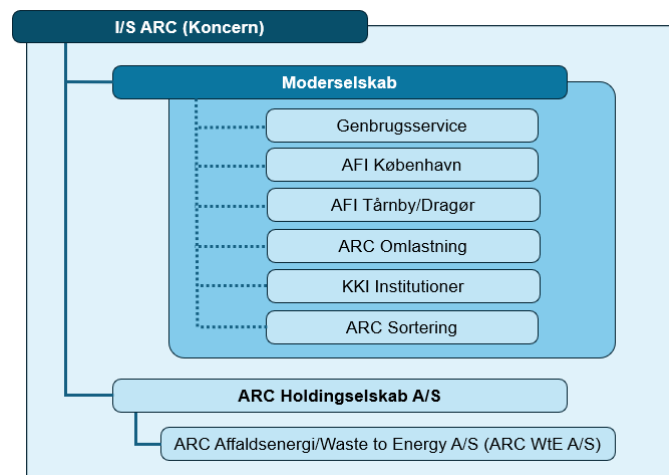 I/S ARC (Koncern)
Moderselskab
Genbrugsservice
AFI København
AFI Tårnby/Dragør
ARC Omlastning
KKI Institutioner
ARC Sortering
ARC Holdingselskab A/S
ARC Affaldsenergi/Waste to Energy A/S (ARC WtE A/S)